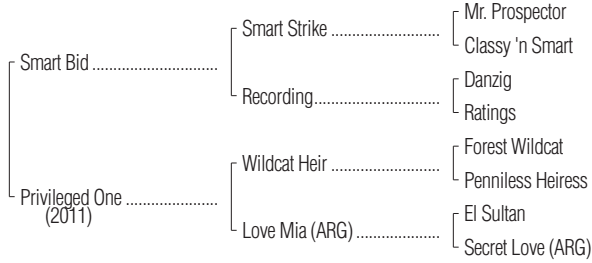 Mr. Prospector
Smart Strike ..............................
Classy 'n Smart
Smart Bid ..............................
Danzig
Recording..............................
Ratings
Forest Wildcat
Wildcat Heir ..............................
Penniless Heiress
Privileged One ......................
(2011)
El Sultan
Love Mia (ARG) ......................
Secret Love (ARG)